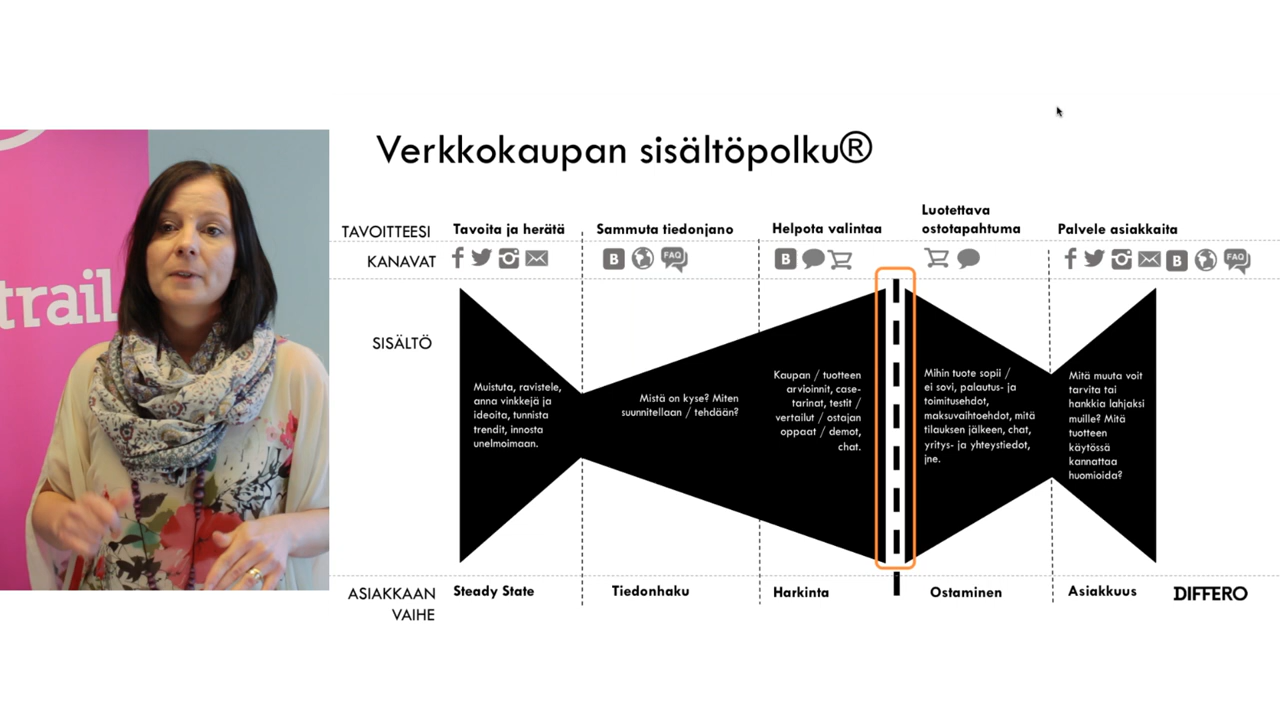 Verkkokaupan sisältöpolku®
TAVOITTEESI
Tavoita ja herätä
Sammuta tiedonjano
Helpota valintaa
Luotettava
ostotapahtuma
Palvele asiakkaita
KANAVAT
B
FAQ
B
B
FAQ
SISÄLTÖ
Muistuta, ravistele,
anna vinkkejä ja
ideoita, tunnista
trendit, innosta
unelmoimaan.
Mistä on kyse? Miten
suunnitellaan / tehdään?
Kaupan / tuotteen
arvioinnit, case-
tarinat, testit /
vertailut / ostajan
oppaat / demot,
chat.
Mihin tuote sopii /
ei sovi, palautus- ja
toimitusehdot,
maksuvaihtoehdot, mitä
tilauksen jälkeen, chat,
yritys- ja yhteystiedot,
jne.
Mitä muuta voit
tarvita tai
hankkia lahjaksi
muille? Mitä
tuotteen
käytössä
kannattaa
huomioida?
ASIAKKAAN
VAIHE
Steady State
Tiedonhaku
Harkinta
Ostaminen
Asiakkuus
DIFFERO
trail